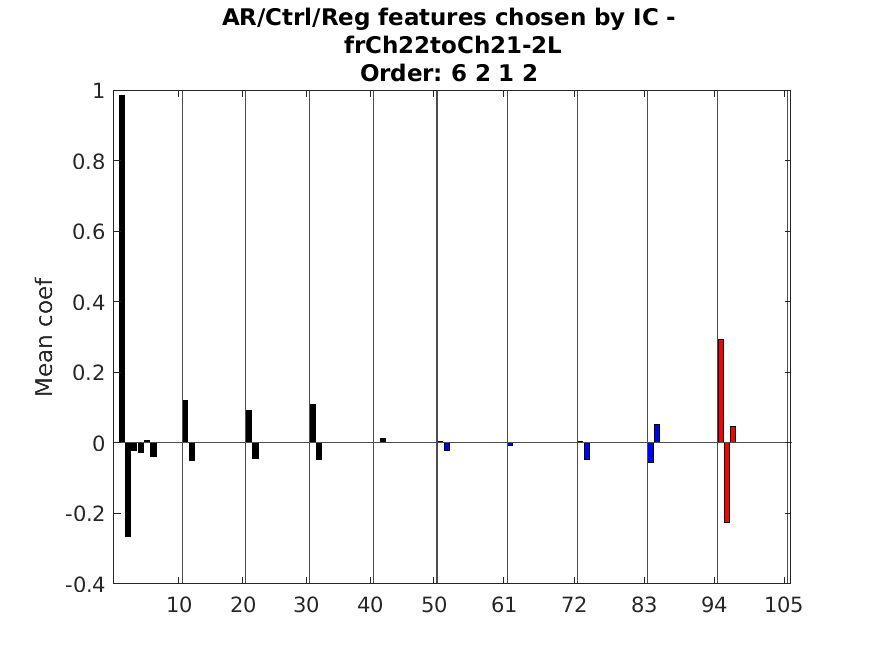 AR/Ctrl/Reg features chosen by IC -
frCh22toCh21-2L
Order: 6 2 1 2
Mean coef
1
0.8
0.6
0.4
0.2
0
-0.2
-0.4
10 20 30 40 50 61 72 83 94 105